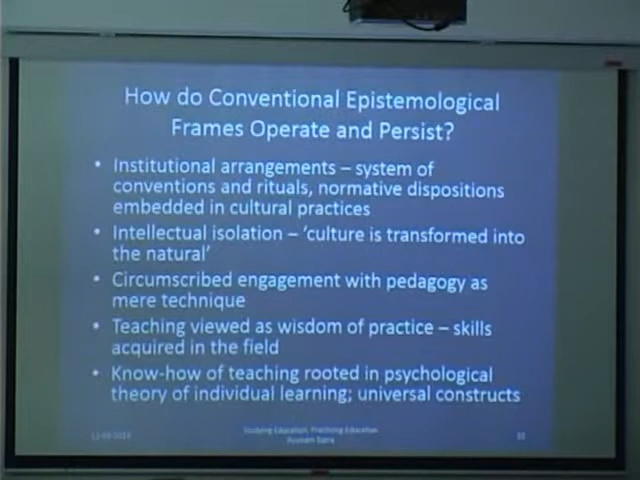 How do Conventional Epistemological
Frames Operate and Persist?
• Institutional arrangements – system of
conventions and rituals, normative dispositions
embedded in cultural practices
• Intellectual isolation – 'culture is transformed into
the natural'
• Circumscribed engagement with pedagogy as
mere technique
• Teaching viewed as wisdom of practice – skills
acquired in the field
• Know-how of teaching rooted in psychological
theory of individual learning; universal constructs
Studying Education, Practising Education